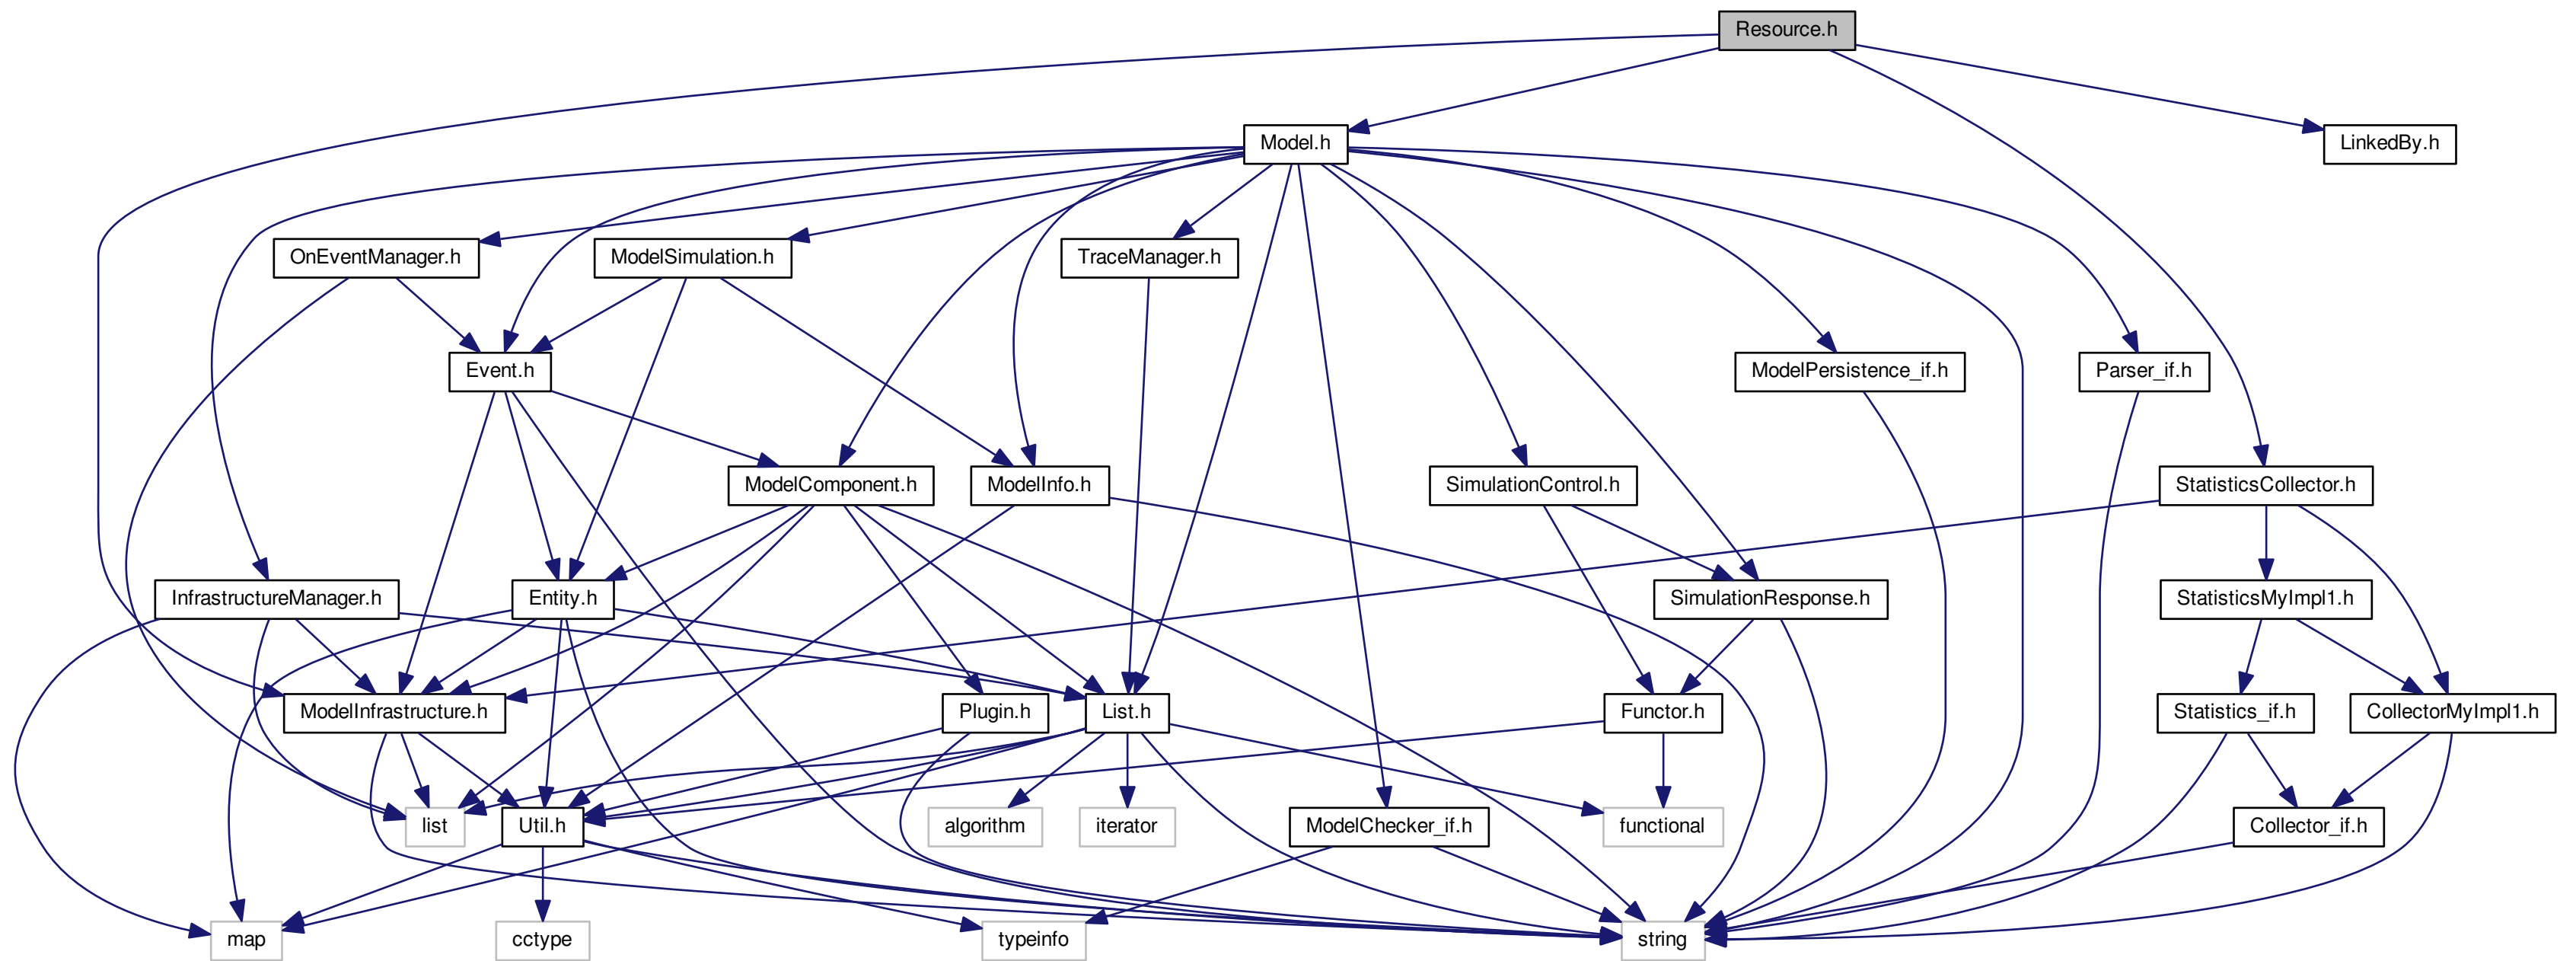 Resource.h
Model.h
LinkedBy.h
OnEventManager.h
ModelSimulation.h
TraceManager.h
Event.h
ModelPersistence_if.h
Parser_if.h
ModelComponent.h
ModelInfo.h
SimulationControl.h
StatisticsCollector.h
InfrastructureManager.h
Entity.h
SimulationResponse.h
StatisticsMyImpl1.h
ModelInfrastructure.h
Plugin.h
List.h
Functor.h
Statistics_if.h
CollectorMyImpl1.h
list
Util.h
algorithm
iterator
ModelChecker_if.h
functional
Collector_if.h
map
cctype
typeinfo
string